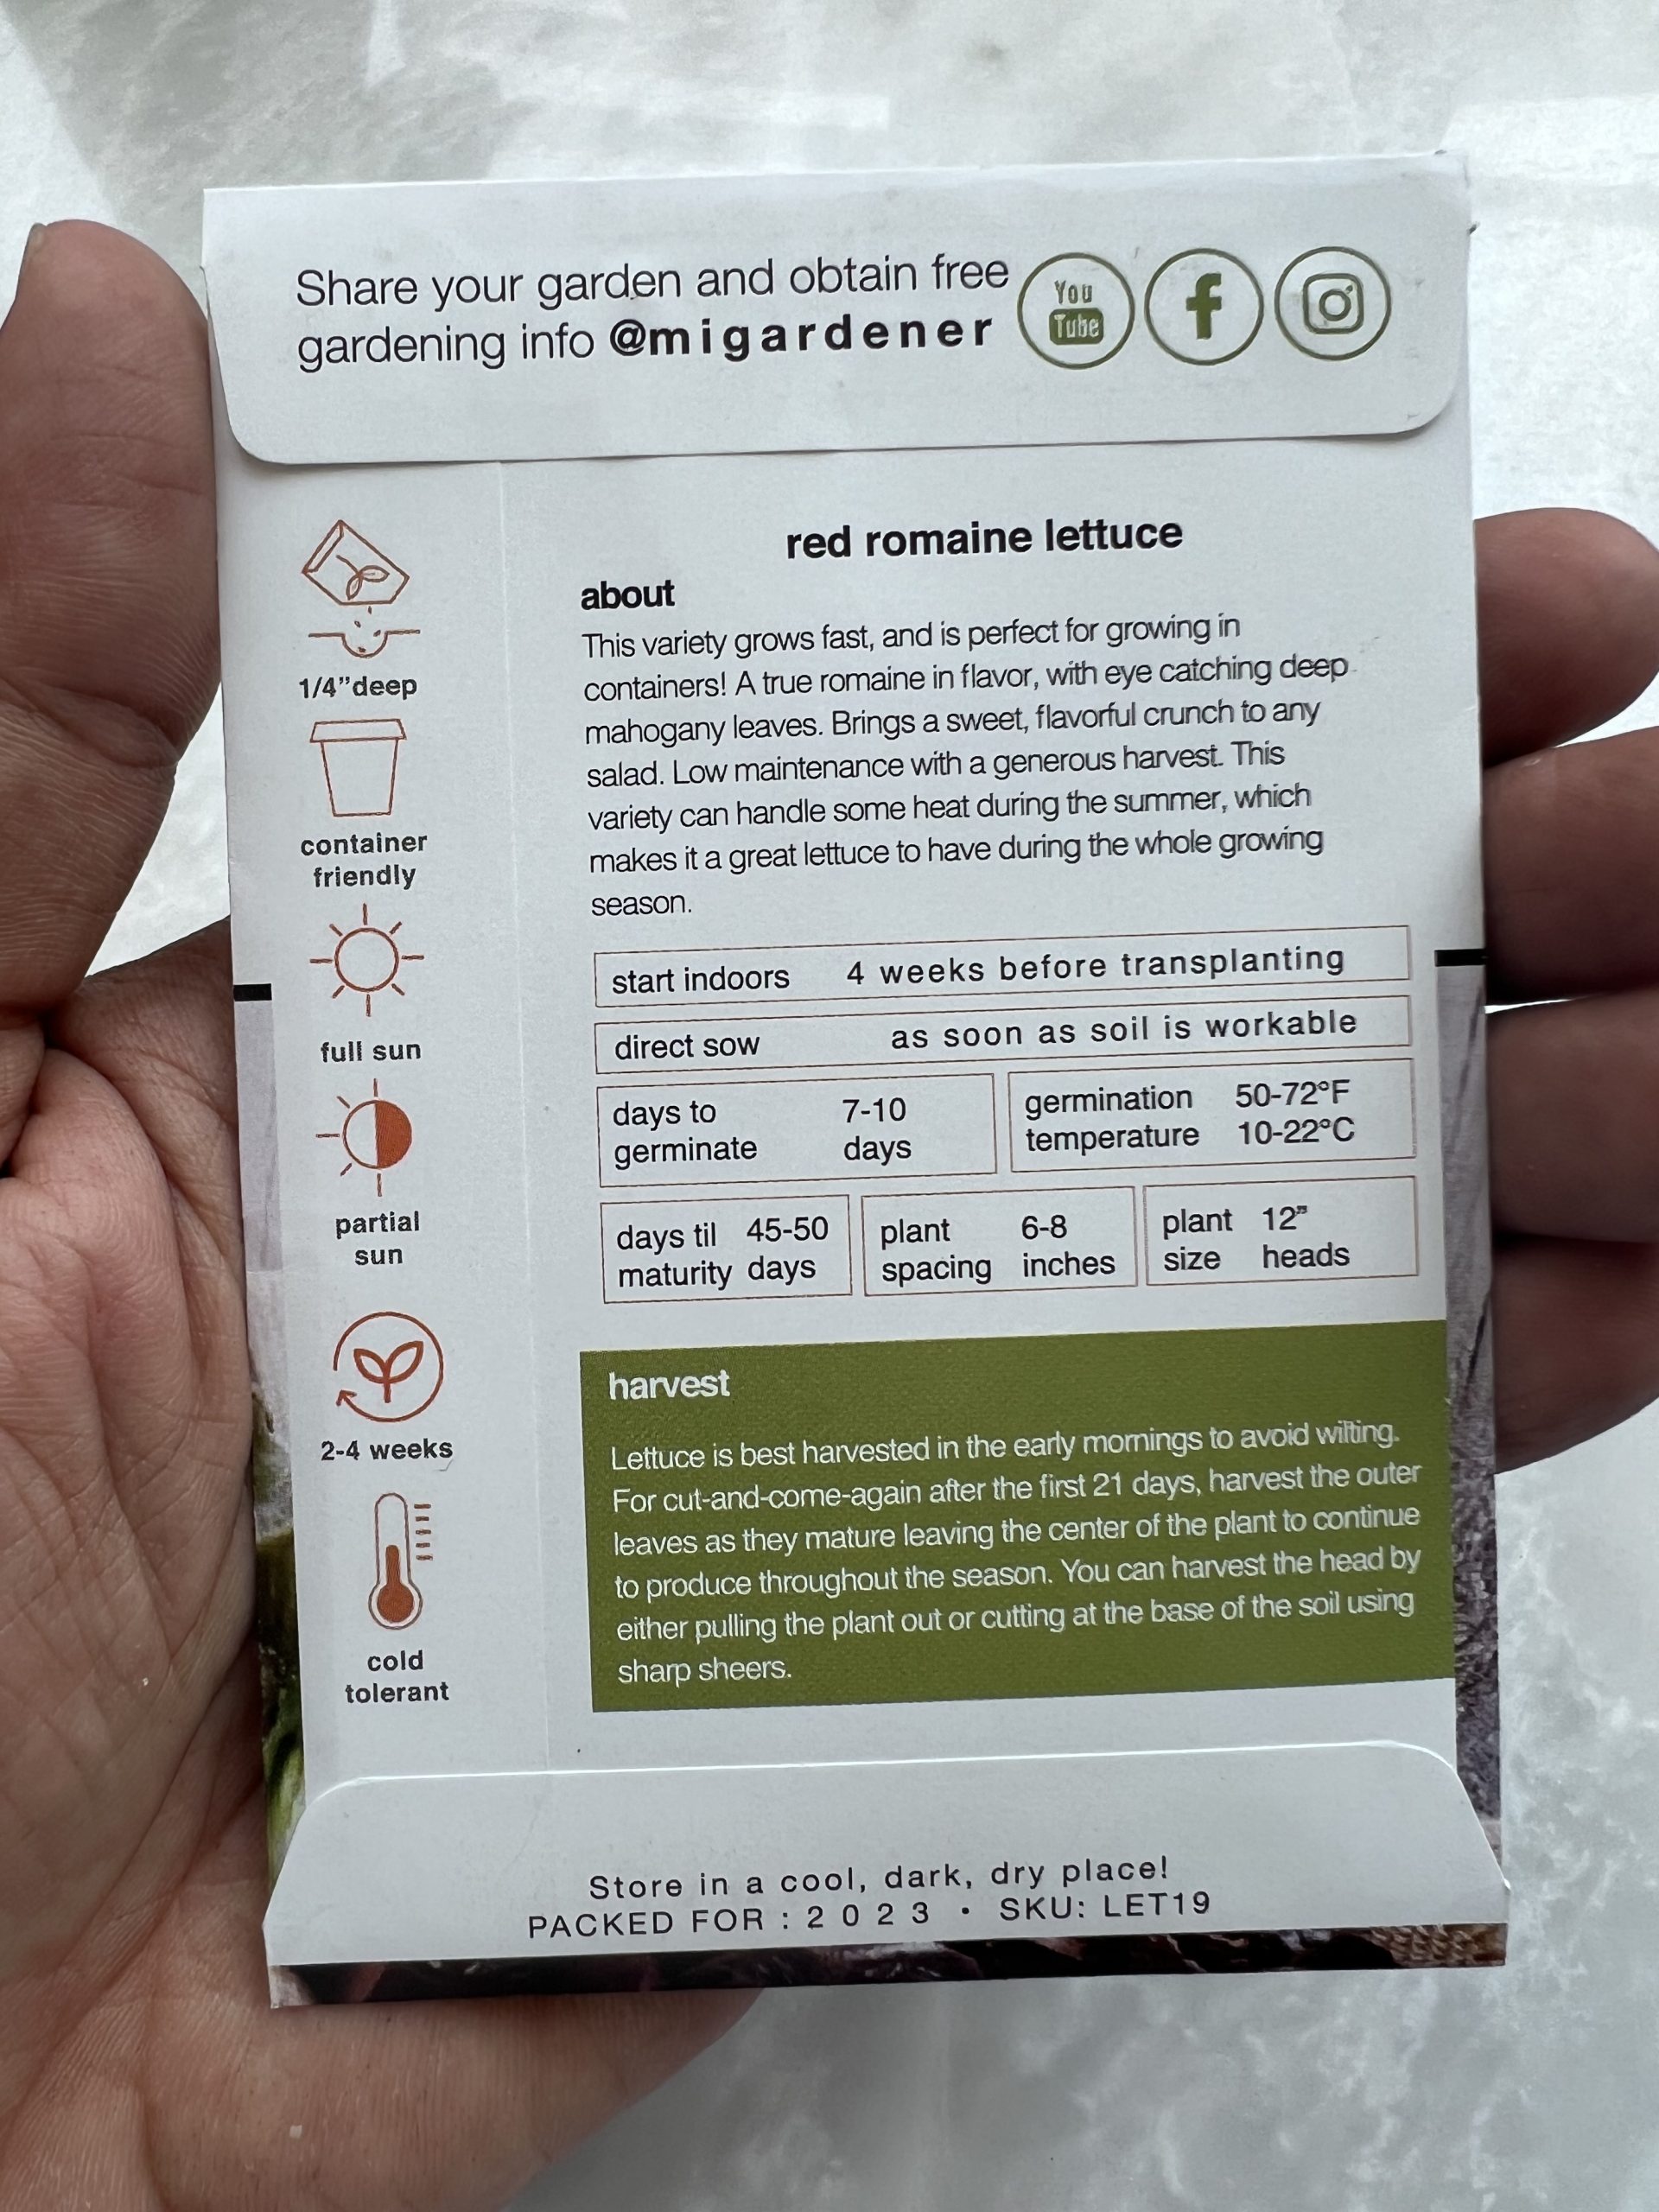 Share your garden and obtain free
gardening info @migardener
You
Tube
f
red romaine lettuce
about
This variety grows fast, and is perfect for growing in
containers! A true romaine in flavor, with eye catching deep
mahogany leaves. Brings a sweet, flavorful crunch to any
salad. Low maintenance with a generous harvest. This
variety can handle some heat during the summer, which
makes it a great lettuce to have during the whole growing
season.
1/4”deep
container
friendly
full sun
partial
sun
2-4 weeks
cold
tolerant
start indoors 4 weeks before transplanting
direct sow as soon as soil is workable
days to 7-10
germinate days
germination 50-72°F
temperature 10-22°C
days til 45-50
maturity days
plant 6-8
spacing inches
plant 12”
size heads
harvest
Lettuce is best harvested in the early mornings to avoid wilting.
For cut-and-come-again after the first 21 days, harvest the outer
leaves as they mature leaving the center of the plant to continue
to produce throughout the season. You can harvest the head by
either pulling the plant out or cutting at the base of the soil using
sharp sheers.
Store in a cool, dark, dry place!
PACKED FOR : 2 0 2 3 • SKU: LET19